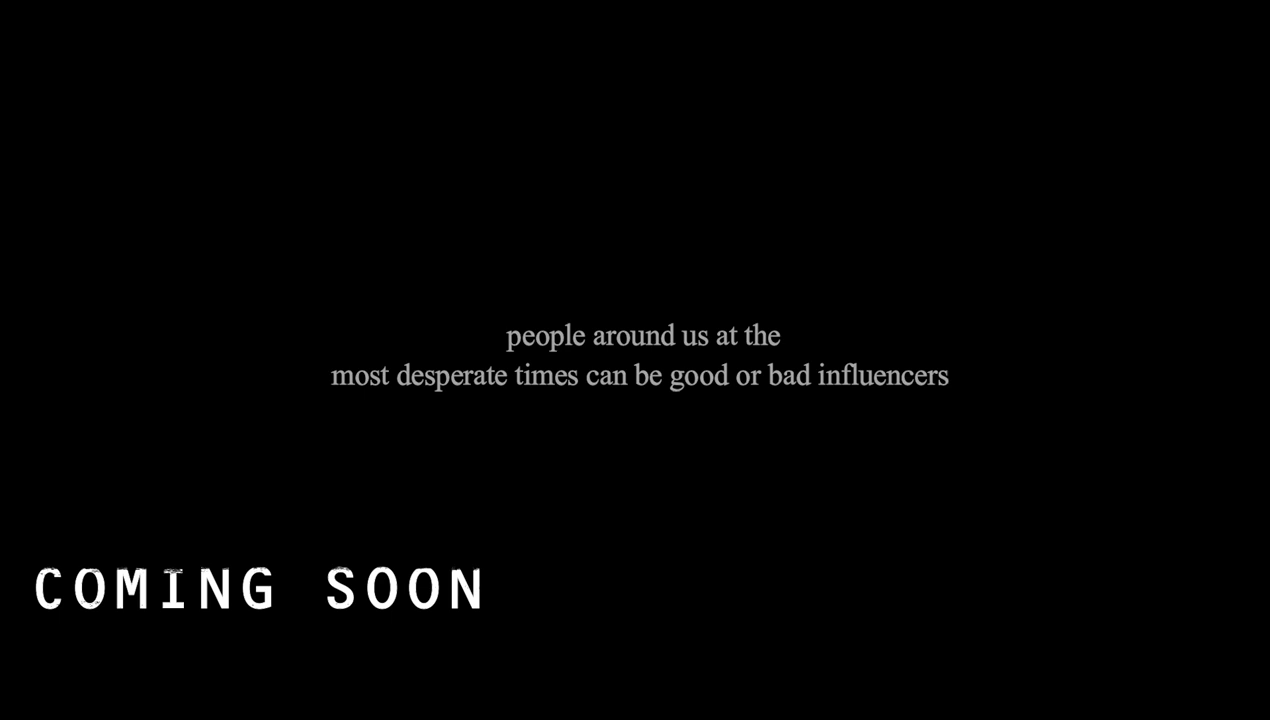 people around us at the
most desperate times can be good or bad influencers
COMING SOON